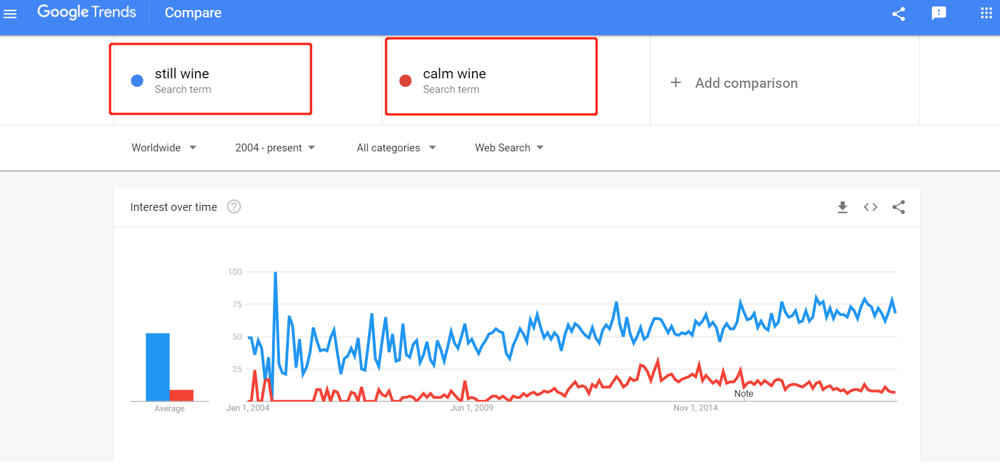 Google Trends
Compare
still wine
Search term
calm wine
Search term
+ Add comparison
Worldwide
2004 - present
All categories
Web Search
Interest over time
?
100
75
50
25
Note
Average
Jan 1, 2004
Jun 1, 2009
Nov 1, 2014